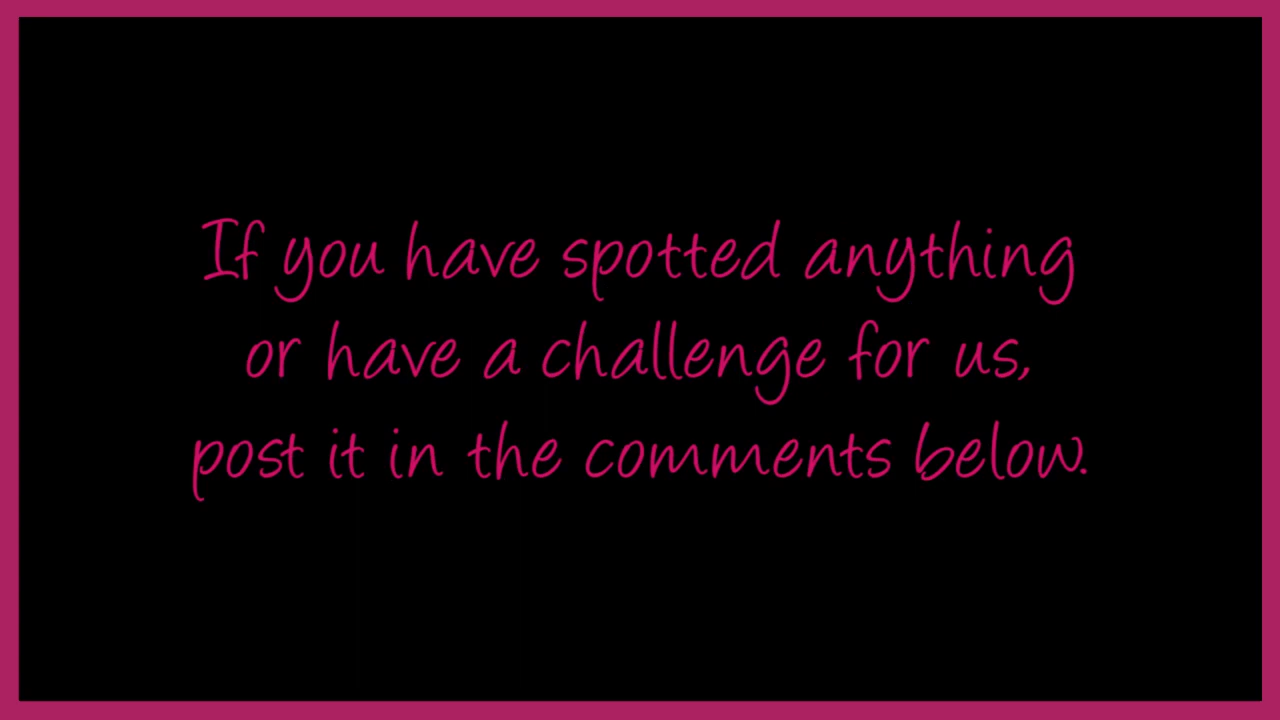 If you have spotted anything
or have a challenge for us,
post it in the comments below.